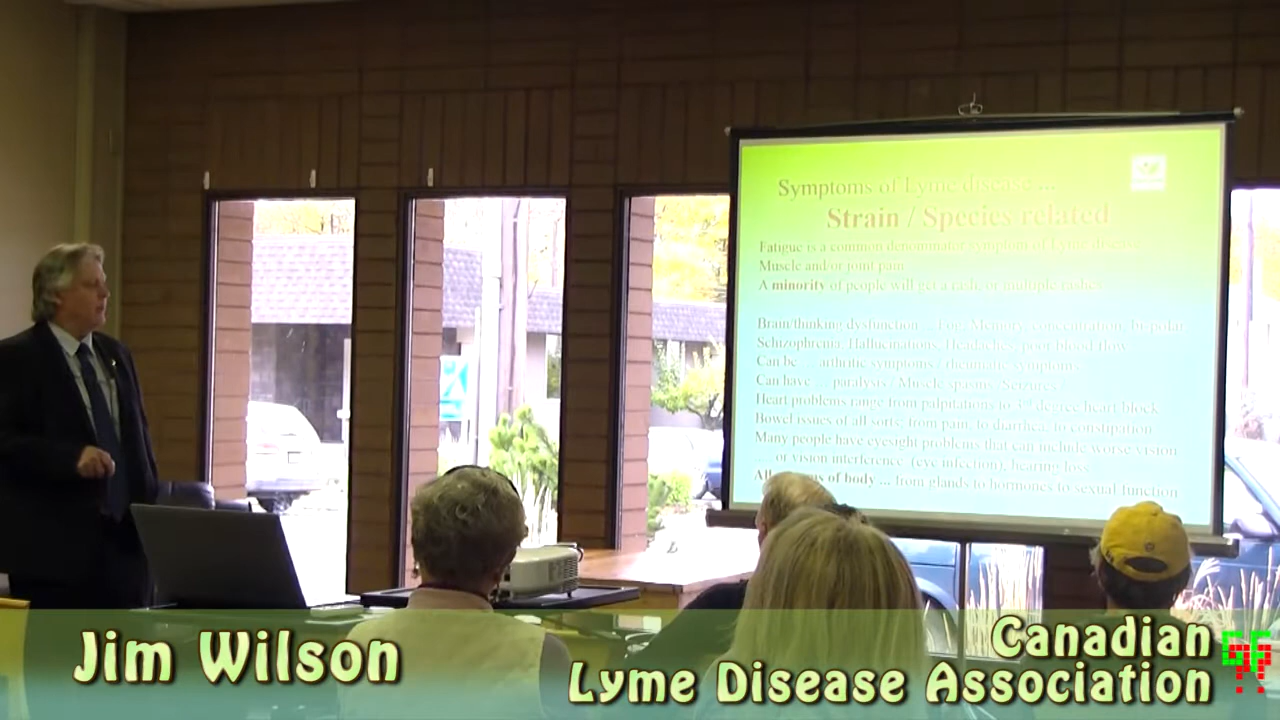 Symptoms of Lyme disease ...
Strain / Species related
Fatigue is a common denominator symptom of Lyme disease
Muscle and/or joint pain
A minority of people will get a rash, or multiple rashes
Brain/thinking dysfunction ... Fog, Memory, concentration, bi-polar
Schizophrenia, Hallucinations, Headaches, poor blood flow
Can be ... arthritic symptoms / rheumatic symptoms
Can have ... paralysis / Muscle spasms / Seizures
Heart problems range from palpitations to 3rd degree heart block
Bowel issues of all sorts, from pain, to diarrhea, to constipation
Many people have eyesight problems that can include worse vision
or vision interference (eye infection), hearing loss
of body ... from glands to hormones to sexual function
Jim Wilson
Canadian
Lyme Disease Association